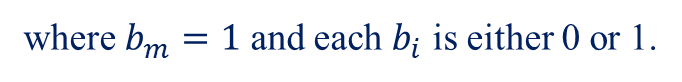 where b_m = 1 and each b_i is either 0 or 1.